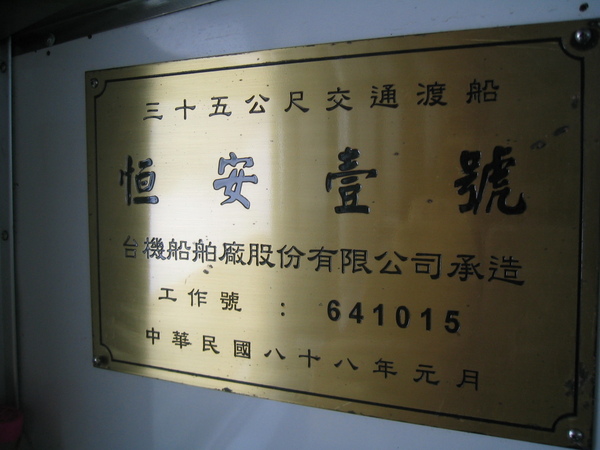 三十五公尺交通渡船
恒安壹號
台機船舶廠股份有限公司承造
工作號 : 641015
中華民國八十八年元月